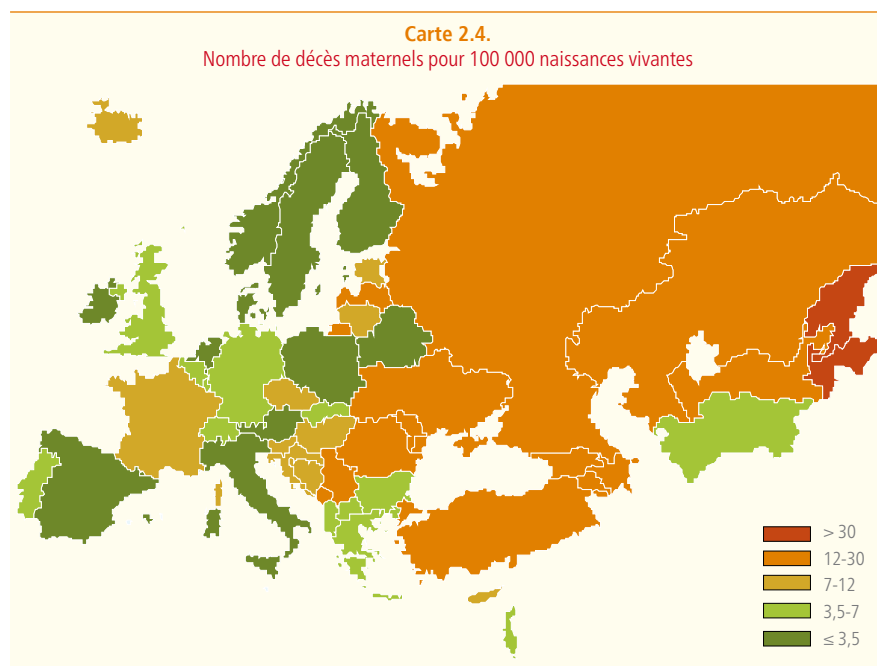 Carte 2.4.
Nombre de décès maternels pour 100 000 naissances vivantes
> 30
12-30
7-12
3,5-7
≤ 3,5